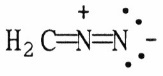 +
H₂C=N=N:⁻